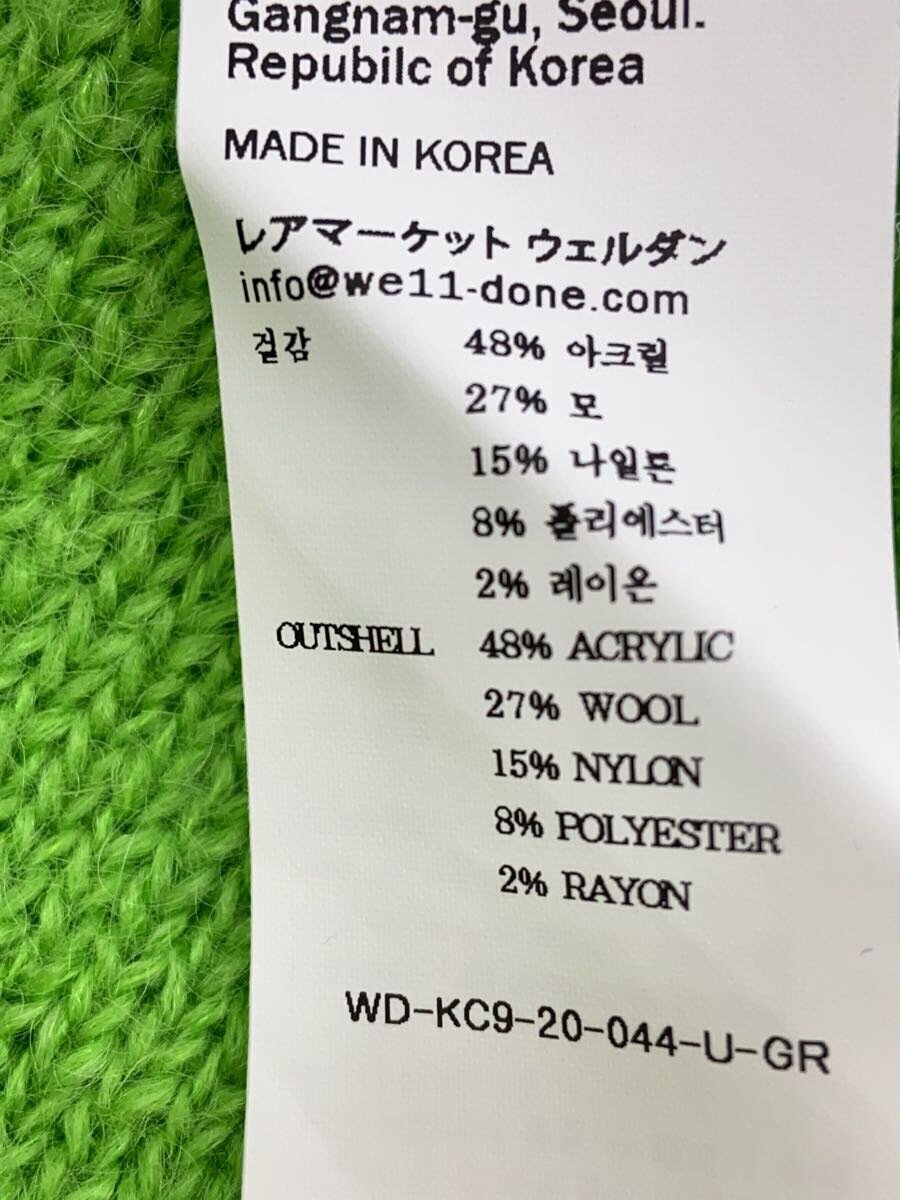 Gangnam-gu, Seoul.
Repubilc of Korea
MADE IN KOREA
レアマーケット ウェルダン
info@we11-done.com
겉감 48% 아크릴
27% 모
15% 나일론
8% 폴리에스터
2% 레이온
OUTSHELL 48% ACRYLIC
27% WOOL
15% NYLON
8% POLYESTER
2% RAYON
WD-KC9-20-044-U-GR